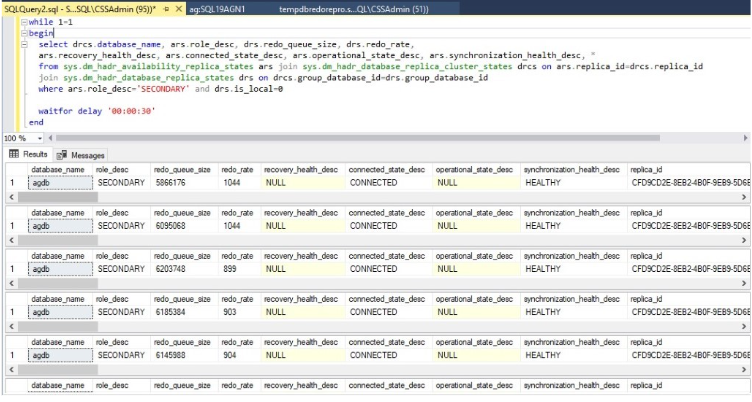 SQLQuery2.sql - S...SQL\CSSAdmin (95))* ag:SQL19AGN1 tempdbredorepro.s...QL\CSSAdmin (51))
while 1=1
begin
select drcs.database_name, ars.role_desc, drs.redo_queue_size, drs.redo_rate,
ars.recovery_health_desc, ars.connected_state_desc, ars.operational_state_desc, ars.synchronization_health_desc, *
from sys.dm_hadr_availability_replica_states ars join sys.dm_hadr_database_replica_cluster_states drcs on ars.replica_id=drcs.replica_id
join sys.dm_hadr_database_replica_states drs on drcs.group_database_id=drs.group_database_id
where ars.role_desc='SECONDARY' and drs.is_local=0
waitfor delay '00:00:30'
end
100 %
Results Messages
database_name role_desc redo_queue_size redo_rate recovery_health_desc connected_state_desc operational_state_desc synchronization_health_desc replica_id
1 agdb SECONDARY 5866176 1044 NULL CONNECTED NULL HEALTHY CFD9CD2E-8EB2-4B0F-9EB9-5D6E
database_name role_desc redo_queue_size redo_rate recovery_health_desc connected_state_desc operational_state_desc synchronization_health_desc replica_id
1 agdb SECONDARY 6095068 1044 NULL CONNECTED NULL HEALTHY CFD9CD2E-8EB2-4B0F-9EB9-5D6E
database_name role_desc redo_queue_size redo_rate recovery_health_desc connected_state_desc operational_state_desc synchronization_health_desc replica_id
1 agdb SECONDARY 6203748 899 NULL CONNECTED NULL HEALTHY CFD9CD2E-8EB2-4B0F-9EB9-5D6E
database_name role_desc redo_queue_size redo_rate recovery_health_desc connected_state_desc operational_state_desc synchronization_health_desc replica_id
1 agdb SECONDARY 6185384 903 NULL CONNECTED NULL HEALTHY CFD9CD2E-8EB2-4B0F-9EB9-5D6E
database_name role_desc redo_queue_size redo_rate recovery_health_desc connected_state_desc operational_state_desc synchronization_health_desc replica_id
1 agdb SECONDARY 6145988 904 NULL CONNECTED NULL HEALTHY CFD9CD2E-8EB2-4B0F-9EB9-5D6E
database_name role_desc redo_queue_size redo_rate recovery_health_desc connected_state_desc operational_state_desc synchronization_health_desc replica_id